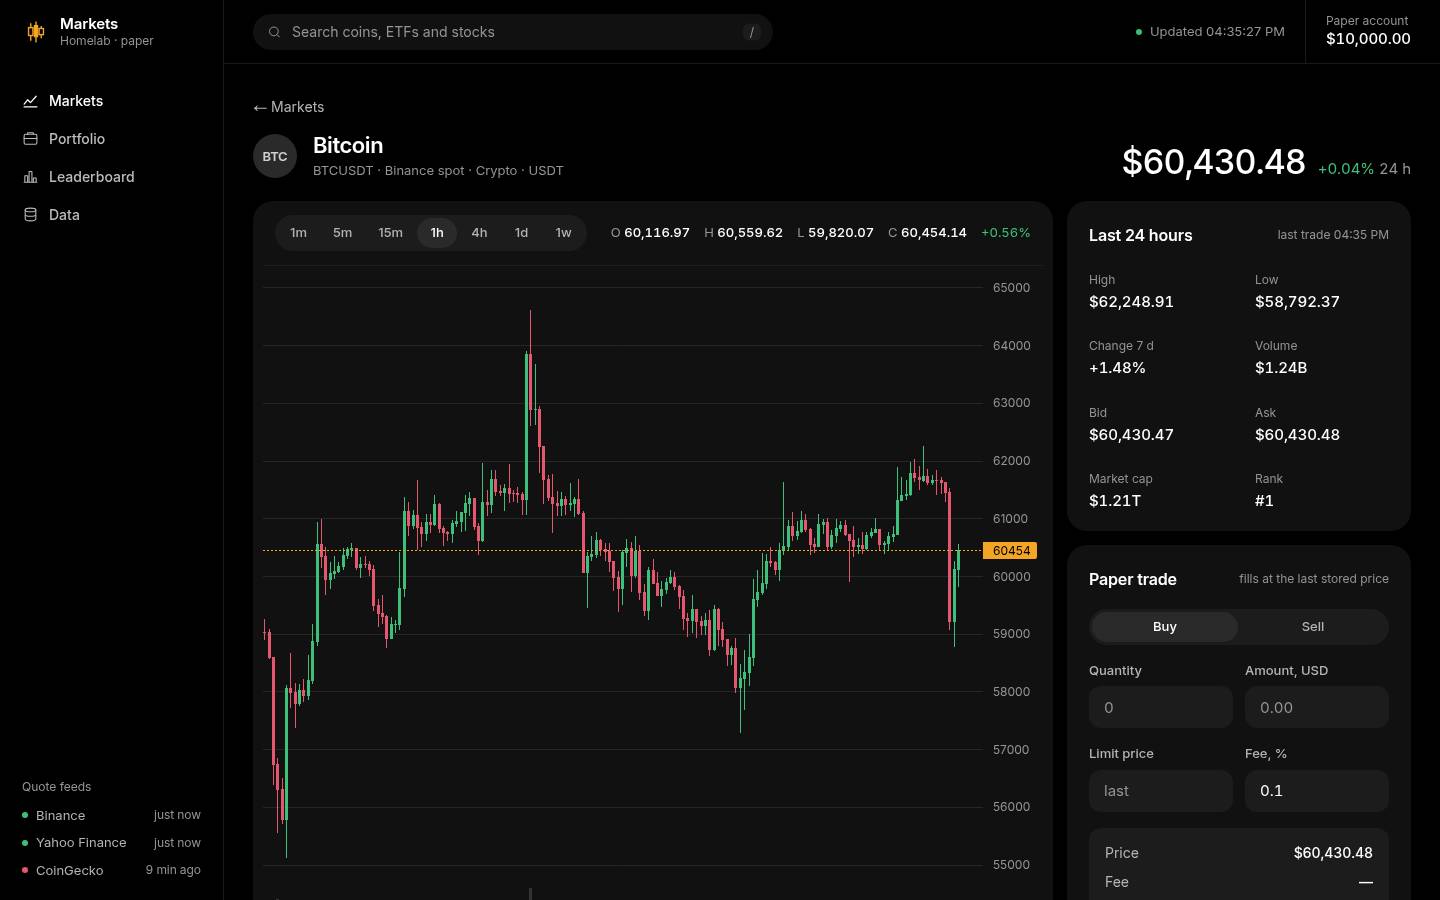 Markets
Homelab · paper
Search coins, ETFs and stocks
/
Updated 04:35:27 PM
Paper account
$10,000.00
Markets
Portfolio
Leaderboard
Data
← Markets
BTC
Bitcoin
BTCUSDT · Binance spot · Crypto · USDT
$60,430.48 +0.04% 24 h
1m 5m 15m 1h 4h 1d 1w
O 60,116.97 H 60,559.62 L 59,820.07 C 60,454.14 +0.56%
65000
64000
63000
62000
61000
60454
60000
59000
58000
57000
56000
55000
Last 24 hours
last trade 04:35 PM
High Low
$62,248.91 $58,792.37
Change 7 d Volume
+1.48% $1.24B
Bid Ask
$60,430.47 $60,430.48
Market cap Rank
$1.21T #1
Paper trade
fills at the last stored price
Buy Sell
Quantity Amount, USD
0 0.00
Limit price Fee, %
last 0.1
Price $60,430.48
Fee —
Quote feeds
Binance just now
Yahoo Finance just now
CoinGecko 9 min ago